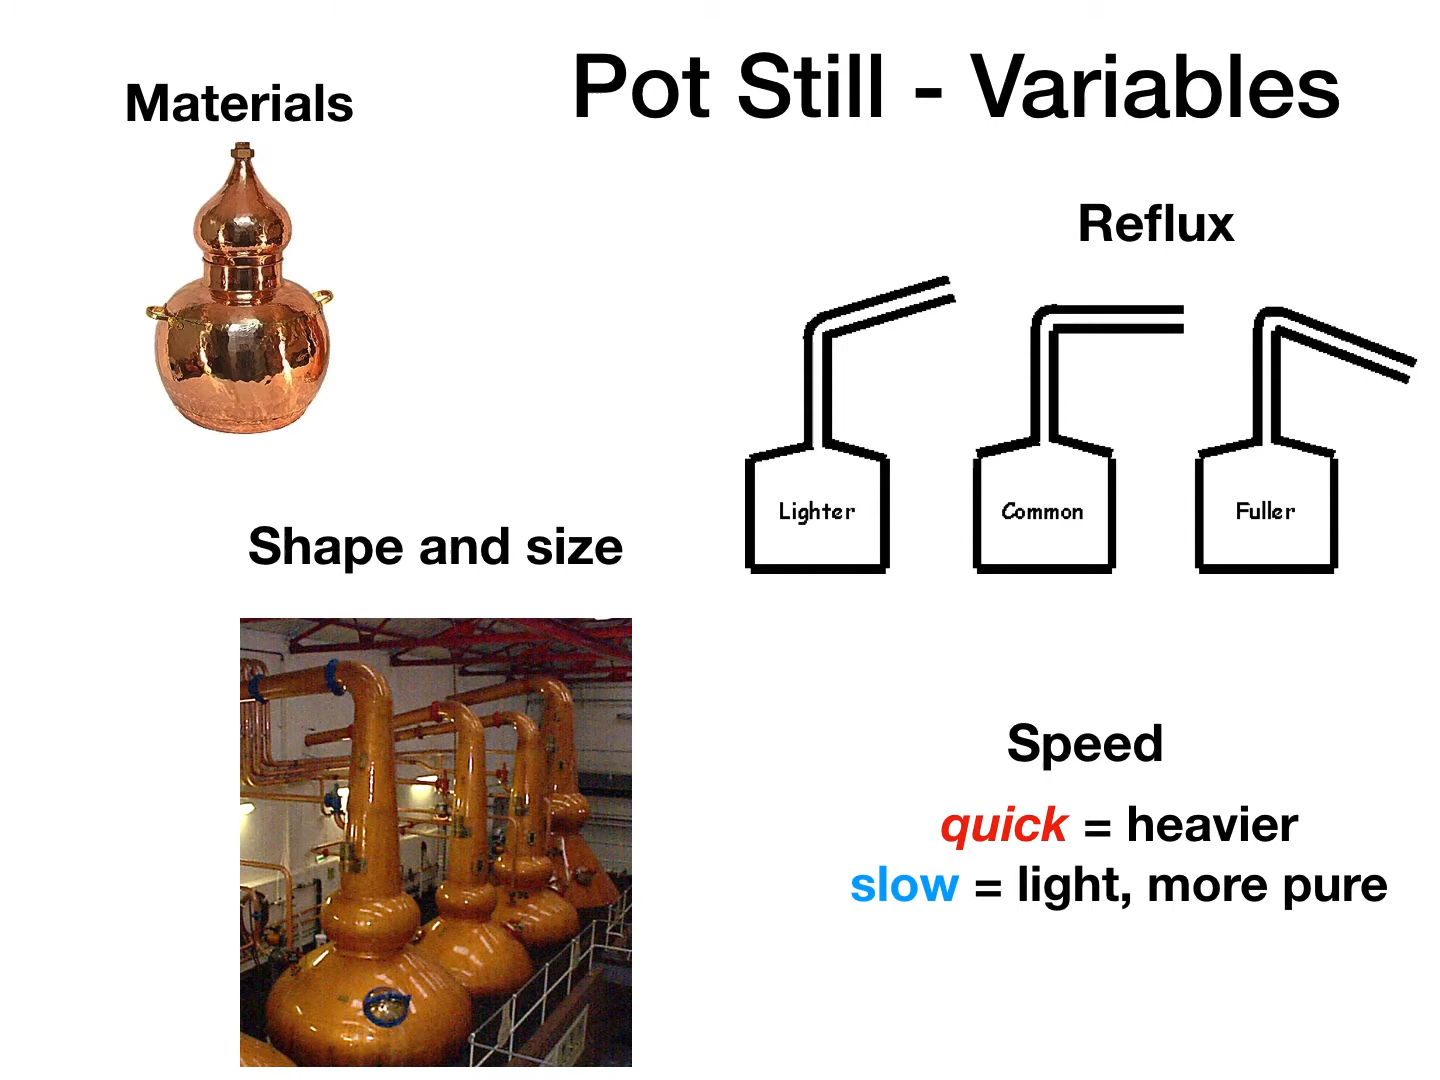 Pot Still - Variables
Materials
Reflux
Lighter
Common
Fuller
Shape and size
Speed
quick = heavier
slow = light, more pure